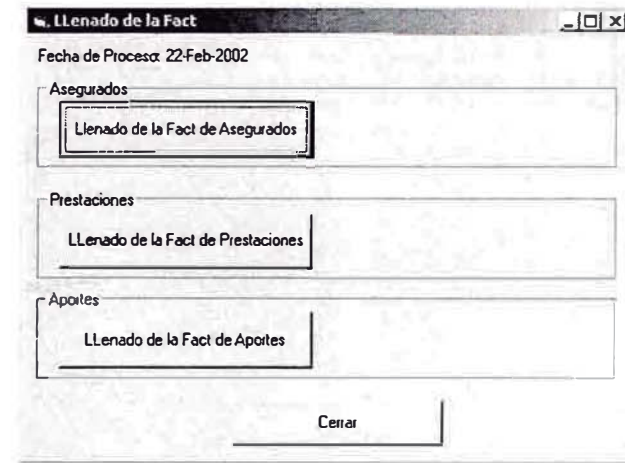 LLenado de la Fact
Fecha de Proceso: 22-Feb-2002
Asegurados
Llenado de la Fact de Asegurados
Prestaciones
LLenado de la Fact de Prestaciones
Aportes
LLenado de la Fact de Aportes
Cerrar